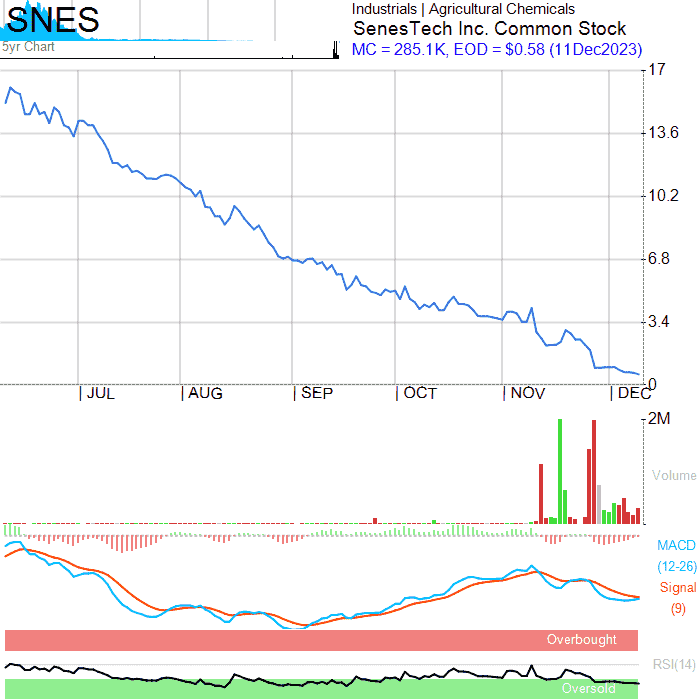 SNES
5yr Chart
Industrials | Agricultural Chemicals
SenesTech Inc. Common Stock
MC = 285.1K, EOD = $0.58 (11Dec2023)
17
13.6
10.2
6.8
3.4
0
JUL
AUG
SEP
OCT
NOV
DEC
2M
Volume
MACD
(12-26)
Signal
(9)
Overbought
RSI(14)
Oversold